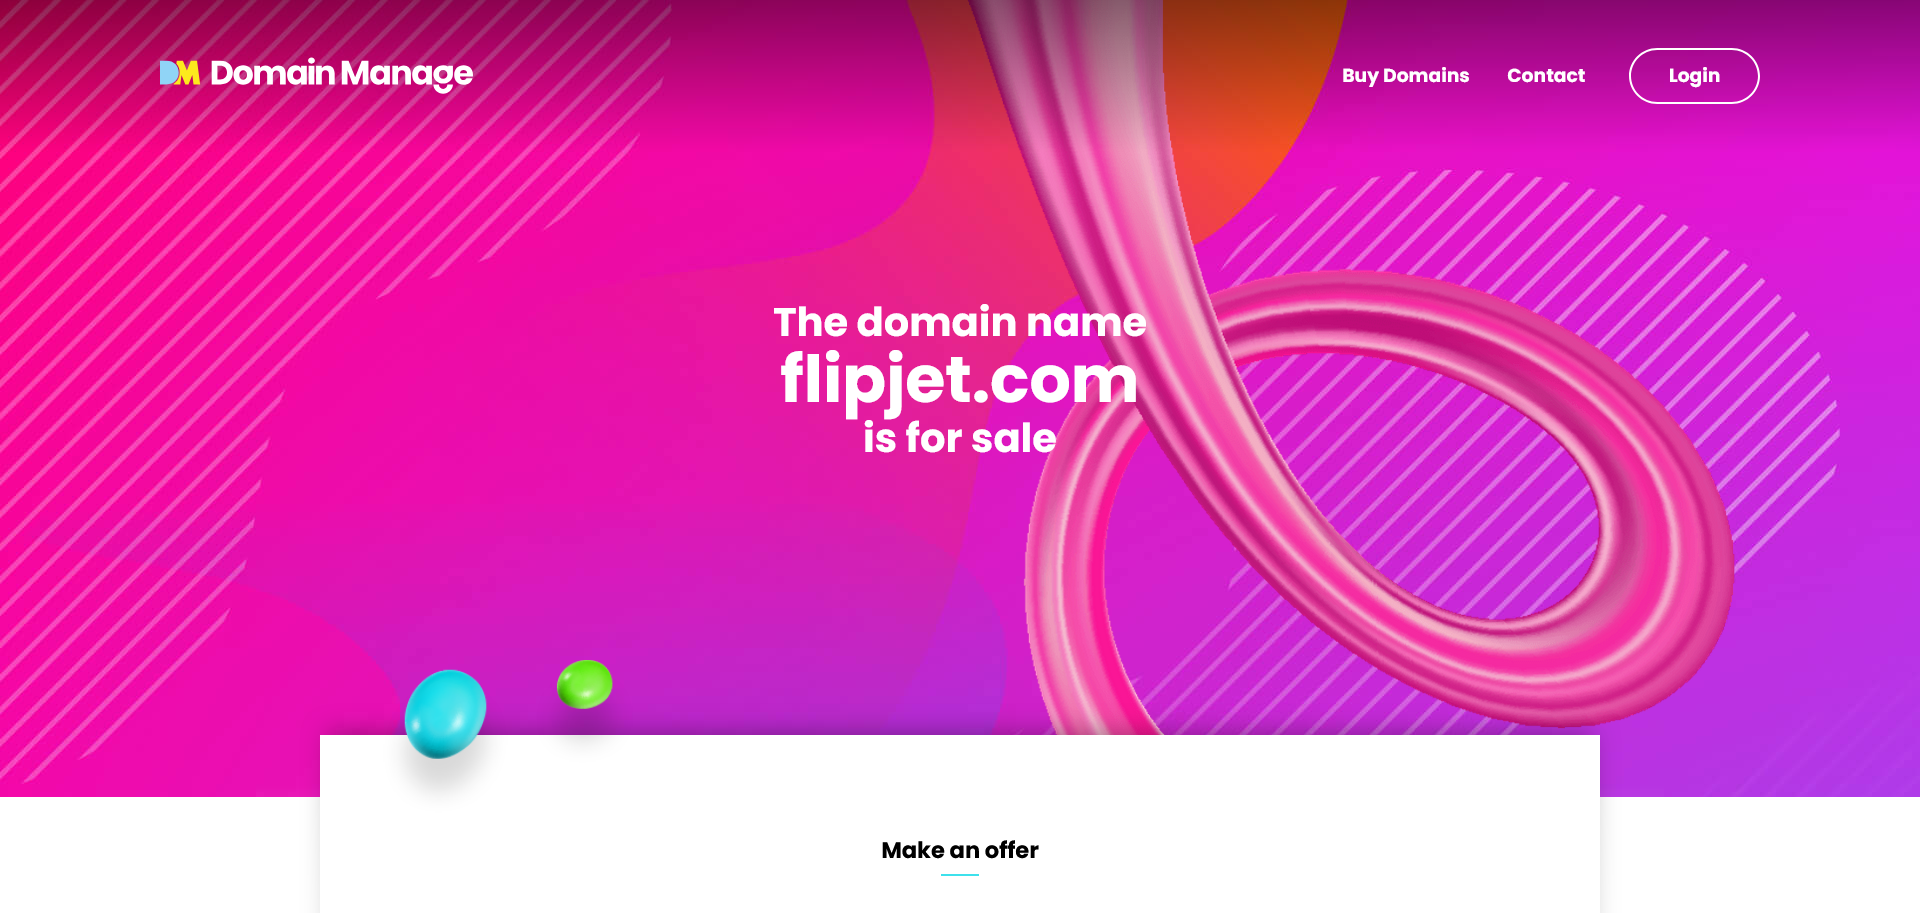 DM Domain Manage
Buy Domains
Contact
Login
The domain name
flipjet.com
is for sale
Make an offer